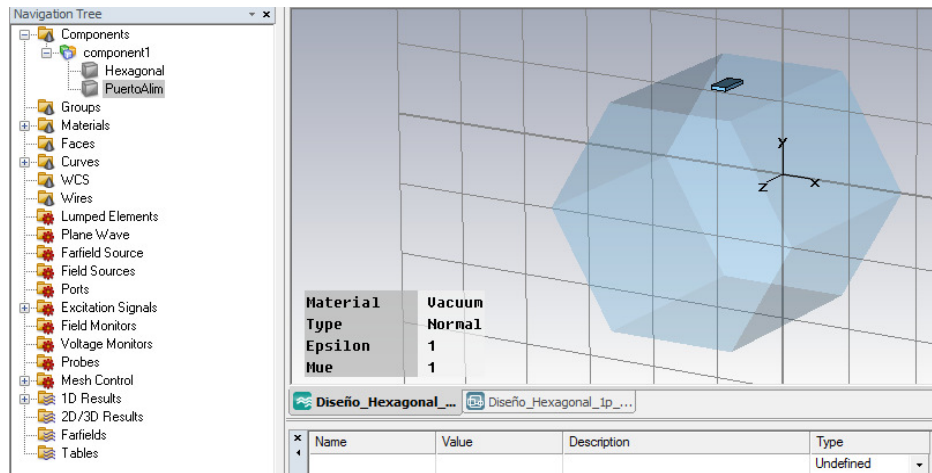 Navigation Tree
Components
component1
Hexagonal
PuertoAlim
Groups
Materials
Faces
Curves
WCS
Wires
Lumped Elements
Plane Wave
Farfield Source
Field Sources
Ports
Excitation Signals
Field Monitors
Voltage Monitors
Probes
Mesh Control
1D Results
2D/3D Results
Farfields
Tables
y
z x
Material Vacuum
Type Normal
Epsilon 1
Mue 1
Diseño_Hexagonal_... Diseño_Hexagonal_1p_...
Name Value Description Type
Undefined